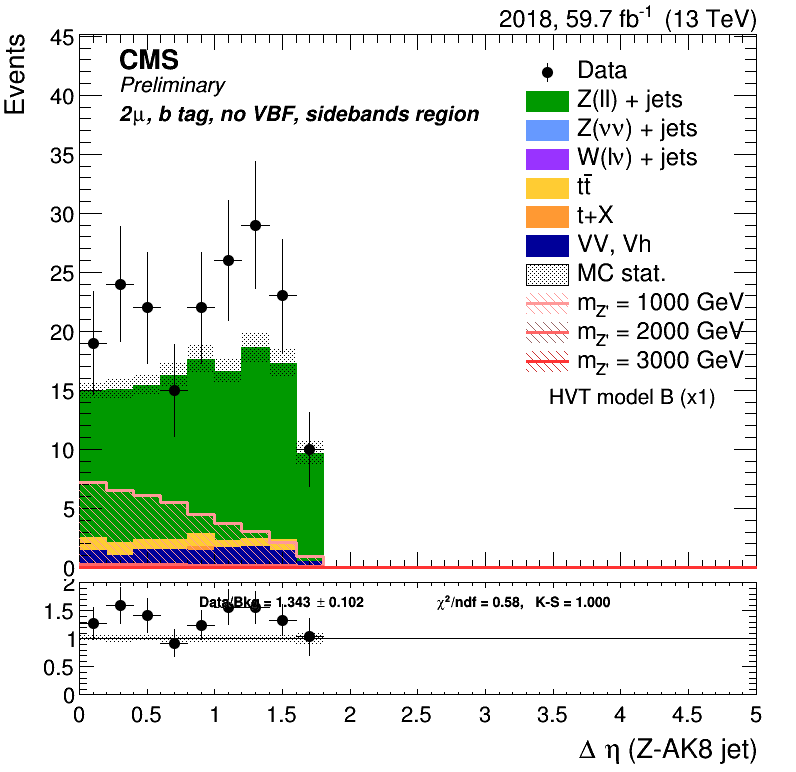 2018, 59.7 fb⁻¹ (13 TeV)
Events
CMS
Preliminary
2μ, b tag, no VBF, sidebands region
Data
Z(ll) + jets
Z(νν) + jets
W(lν) + jets
tt̄
t+X
VV, Vh
MC stat.
m_Z' = 1000 GeV
m_Z' = 2000 GeV
m_Z' = 3000 GeV
HVT model B (x1)
45
40
35
30
25
20
15
10
5
0
Data/Bkg = 1.343 ± 0.102 χ²/ndf = 0.58, K-S = 1.000
2
1.5
1
0.5
0
0 0.5 1 1.5 2 2.5 3 3.5 4 4.5 5
Δ η (Z-AK8 jet)